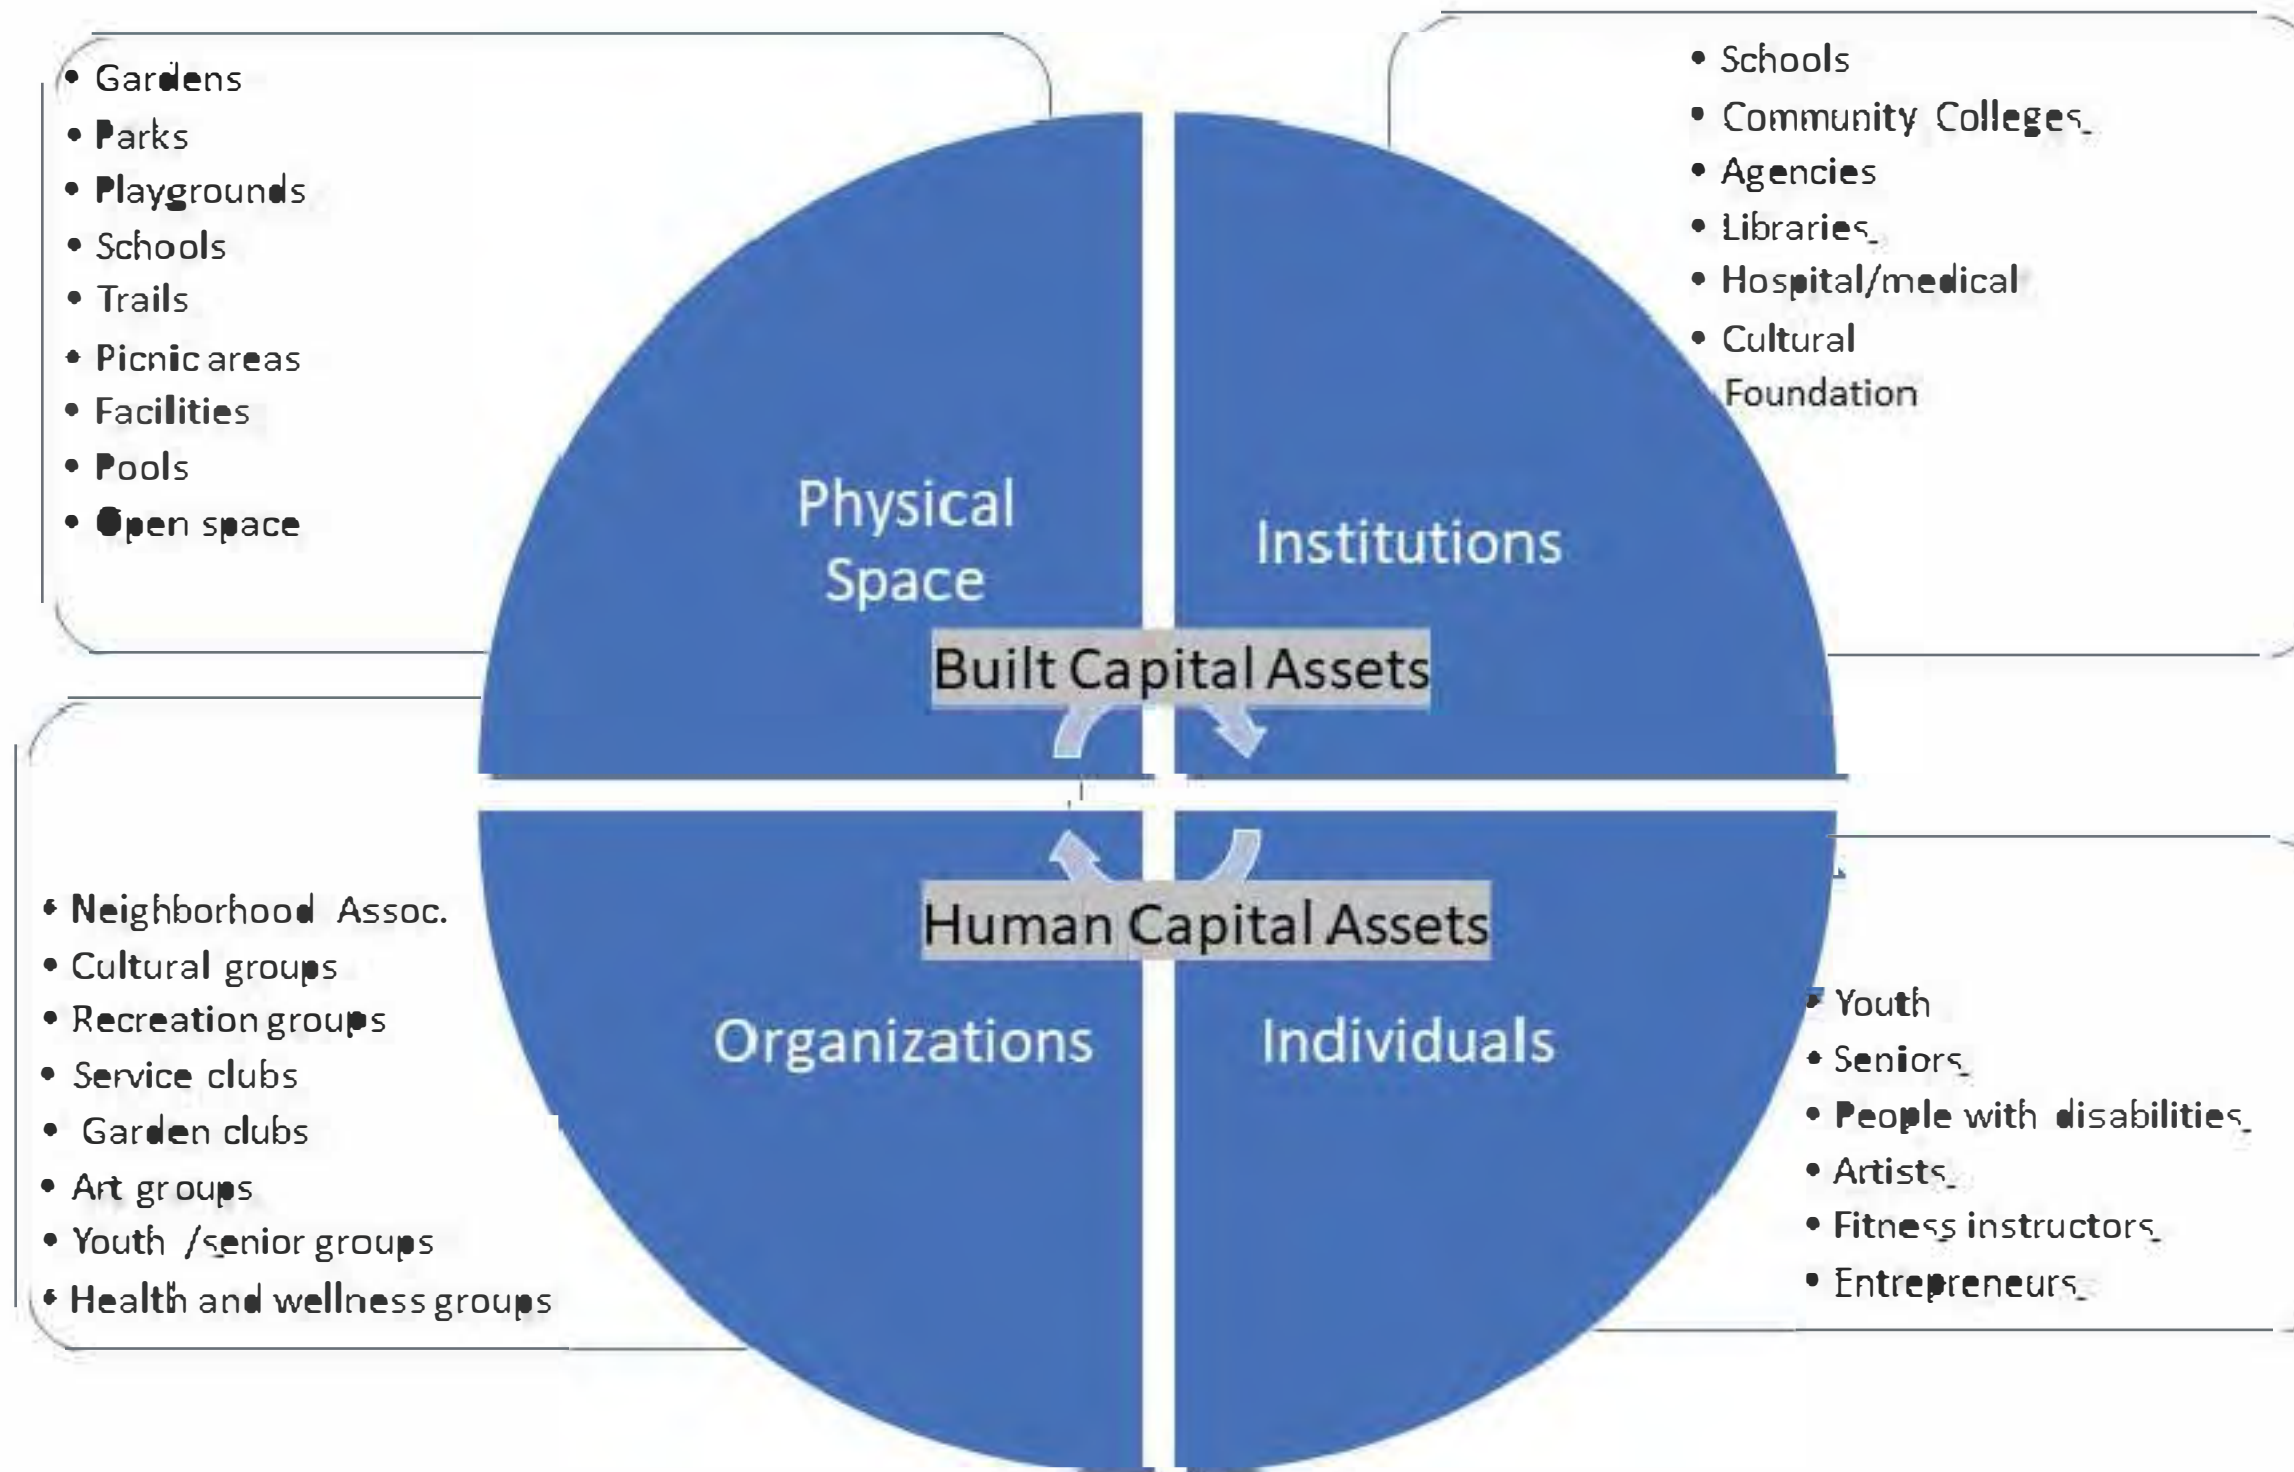 • Gardens
• Parks
• Playgrounds
• Schools
• Trails
• Picnic areas
• Facilities
• Pools
• Open space
• Schools
• Community Colleges
• Agencies
• Libraries
• Hospital/medical
• Cultural
Foundation
Physical
Space
Institutions
Built Capital Assets
Human Capital Assets
Organizations
Individuals
• Neighborhood Assoc.
• Cultural groups
• Recreation groups
• Service clubs
• Garden clubs
• Art groups
• Youth /senior groups
• Health and wellness groups
• Youth
• Seniors
• People with disabilities
• Artists
• Fitness instructors
• Entrepreneurs